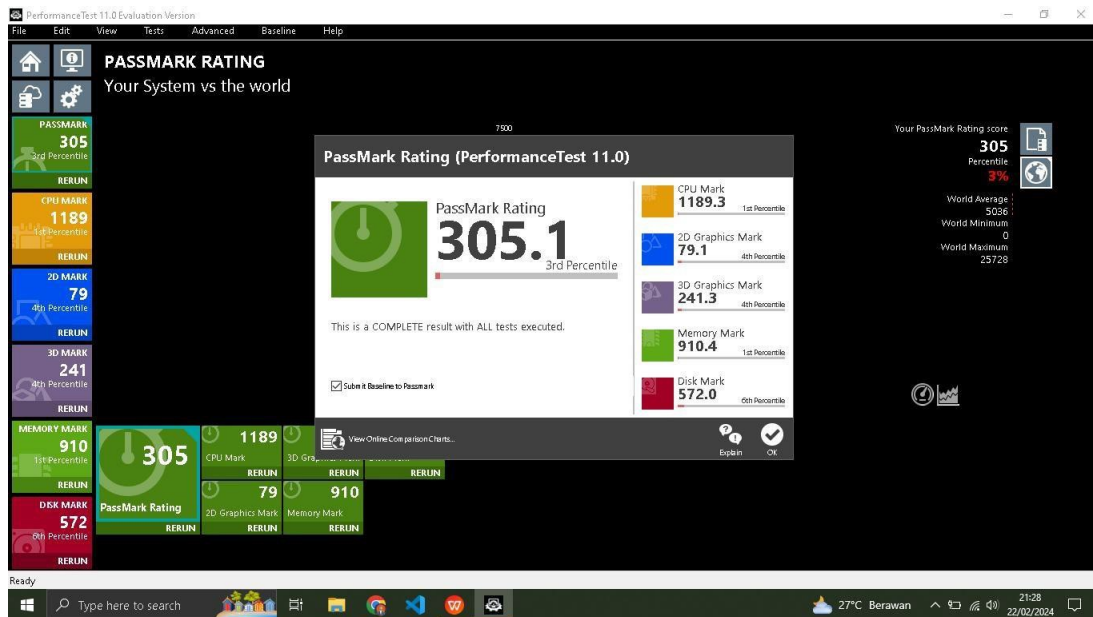 PerformanceTest 11.0 Evaluation Version
File Edit View Tests Advanced Baseline Help
PASSMARK RATING
Your System vs the world
PASSMARK
305
3rd Percentile
RERUN
CPU MARK
1189
1st Percentile
RERUN
2D MARK
79
4th Percentile
RERUN
3D MARK
241
4th Percentile
RERUN
MEMORY MARK
910
1st Percentile
RERUN
DISK MARK
572
6th Percentile
RERUN
7500
PassMark Rating (PerformanceTest 11.0)
PassMark Rating
305.1
3rd Percentile
This is a COMPLETE result with ALL tests executed.
Submit Baseline to Passmark
CPU Mark
1189.3 1st Percentile
2D Graphics Mark
79.1 4th Percentile
3D Graphics Mark
241.3 4th Percentile
Memory Mark
910.4 1st Percentile
Disk Mark
572.0 6th Percentile
View Online Comparison Charts...
Explain OK
Your PassMark Rating score
305
Percentile
3%
World Average
5036
World Minimum
0
World Maximum
25728
305
PassMark Rating
RERUN
1189
CPU Mark
RERUN
RERUN
RERUN
79
2D Graphics Mark
RERUN
910
Memory Mark
RERUN
Ready
Type here to search
27°C Berawan
21:28
22/02/2024